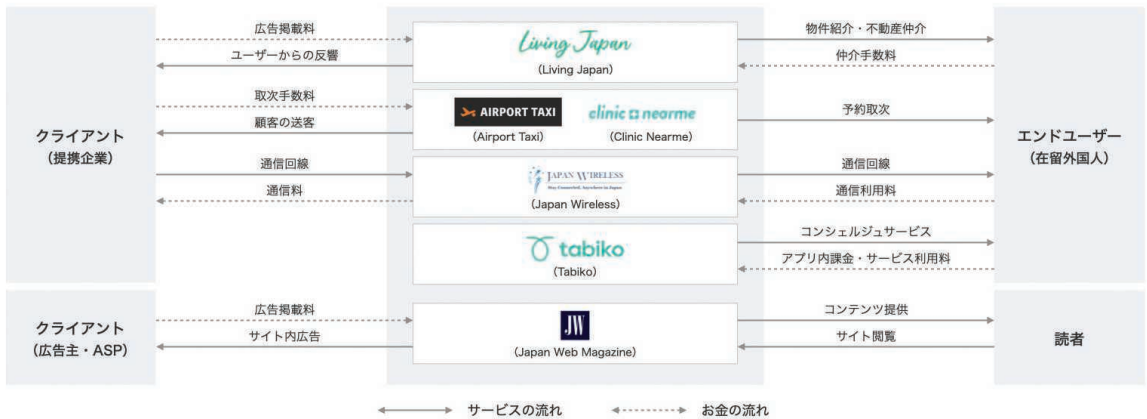 クライアント
（提携企業）
広告掲載料
ユーザーからの反響
Living Japan
（Living Japan）
物件紹介・不動産仲介
仲介手数料
取次手数料
顧客の送客
AIRPORT TAXI
（Airport Taxi）
clinic nearme
（Clinic Nearme）
予約取次
エンドユーザー
（在留外国人）
通信回線
通信料
JAPAN WIRELESS
Stay Connected, Anywhere in Japan
（Japan Wireless）
通信回線
通信利用料
tabiko
（Tabiko）
コンシェルジュサービス
アプリ内課金・サービス利用料
クライアント
（広告主・ASP）
広告掲載料
サイト内広告
JW
（Japan Web Magazine）
コンテンツ提供
サイト閲覧
読者
サービスの流れ
お金の流れ